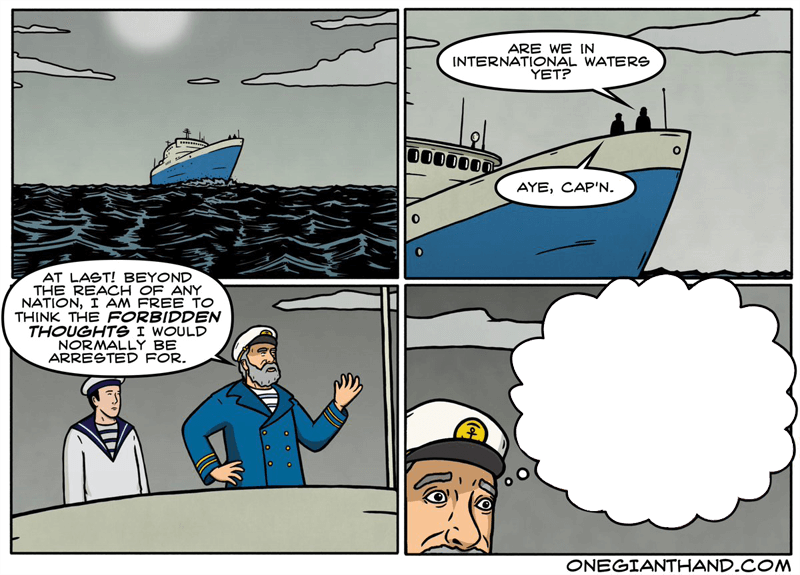 ARE WE IN
INTERNATIONAL WATERS
YET?
AYE, CAP'N.
AT LAST! BEYOND
THE REACH OF ANY
NATION, I AM FREE TO
THINK THE FORBIDDEN
THOUGHTS I WOULD
NORMALLY BE
ARRESTED FOR.
ONEGIANTHAND.COM